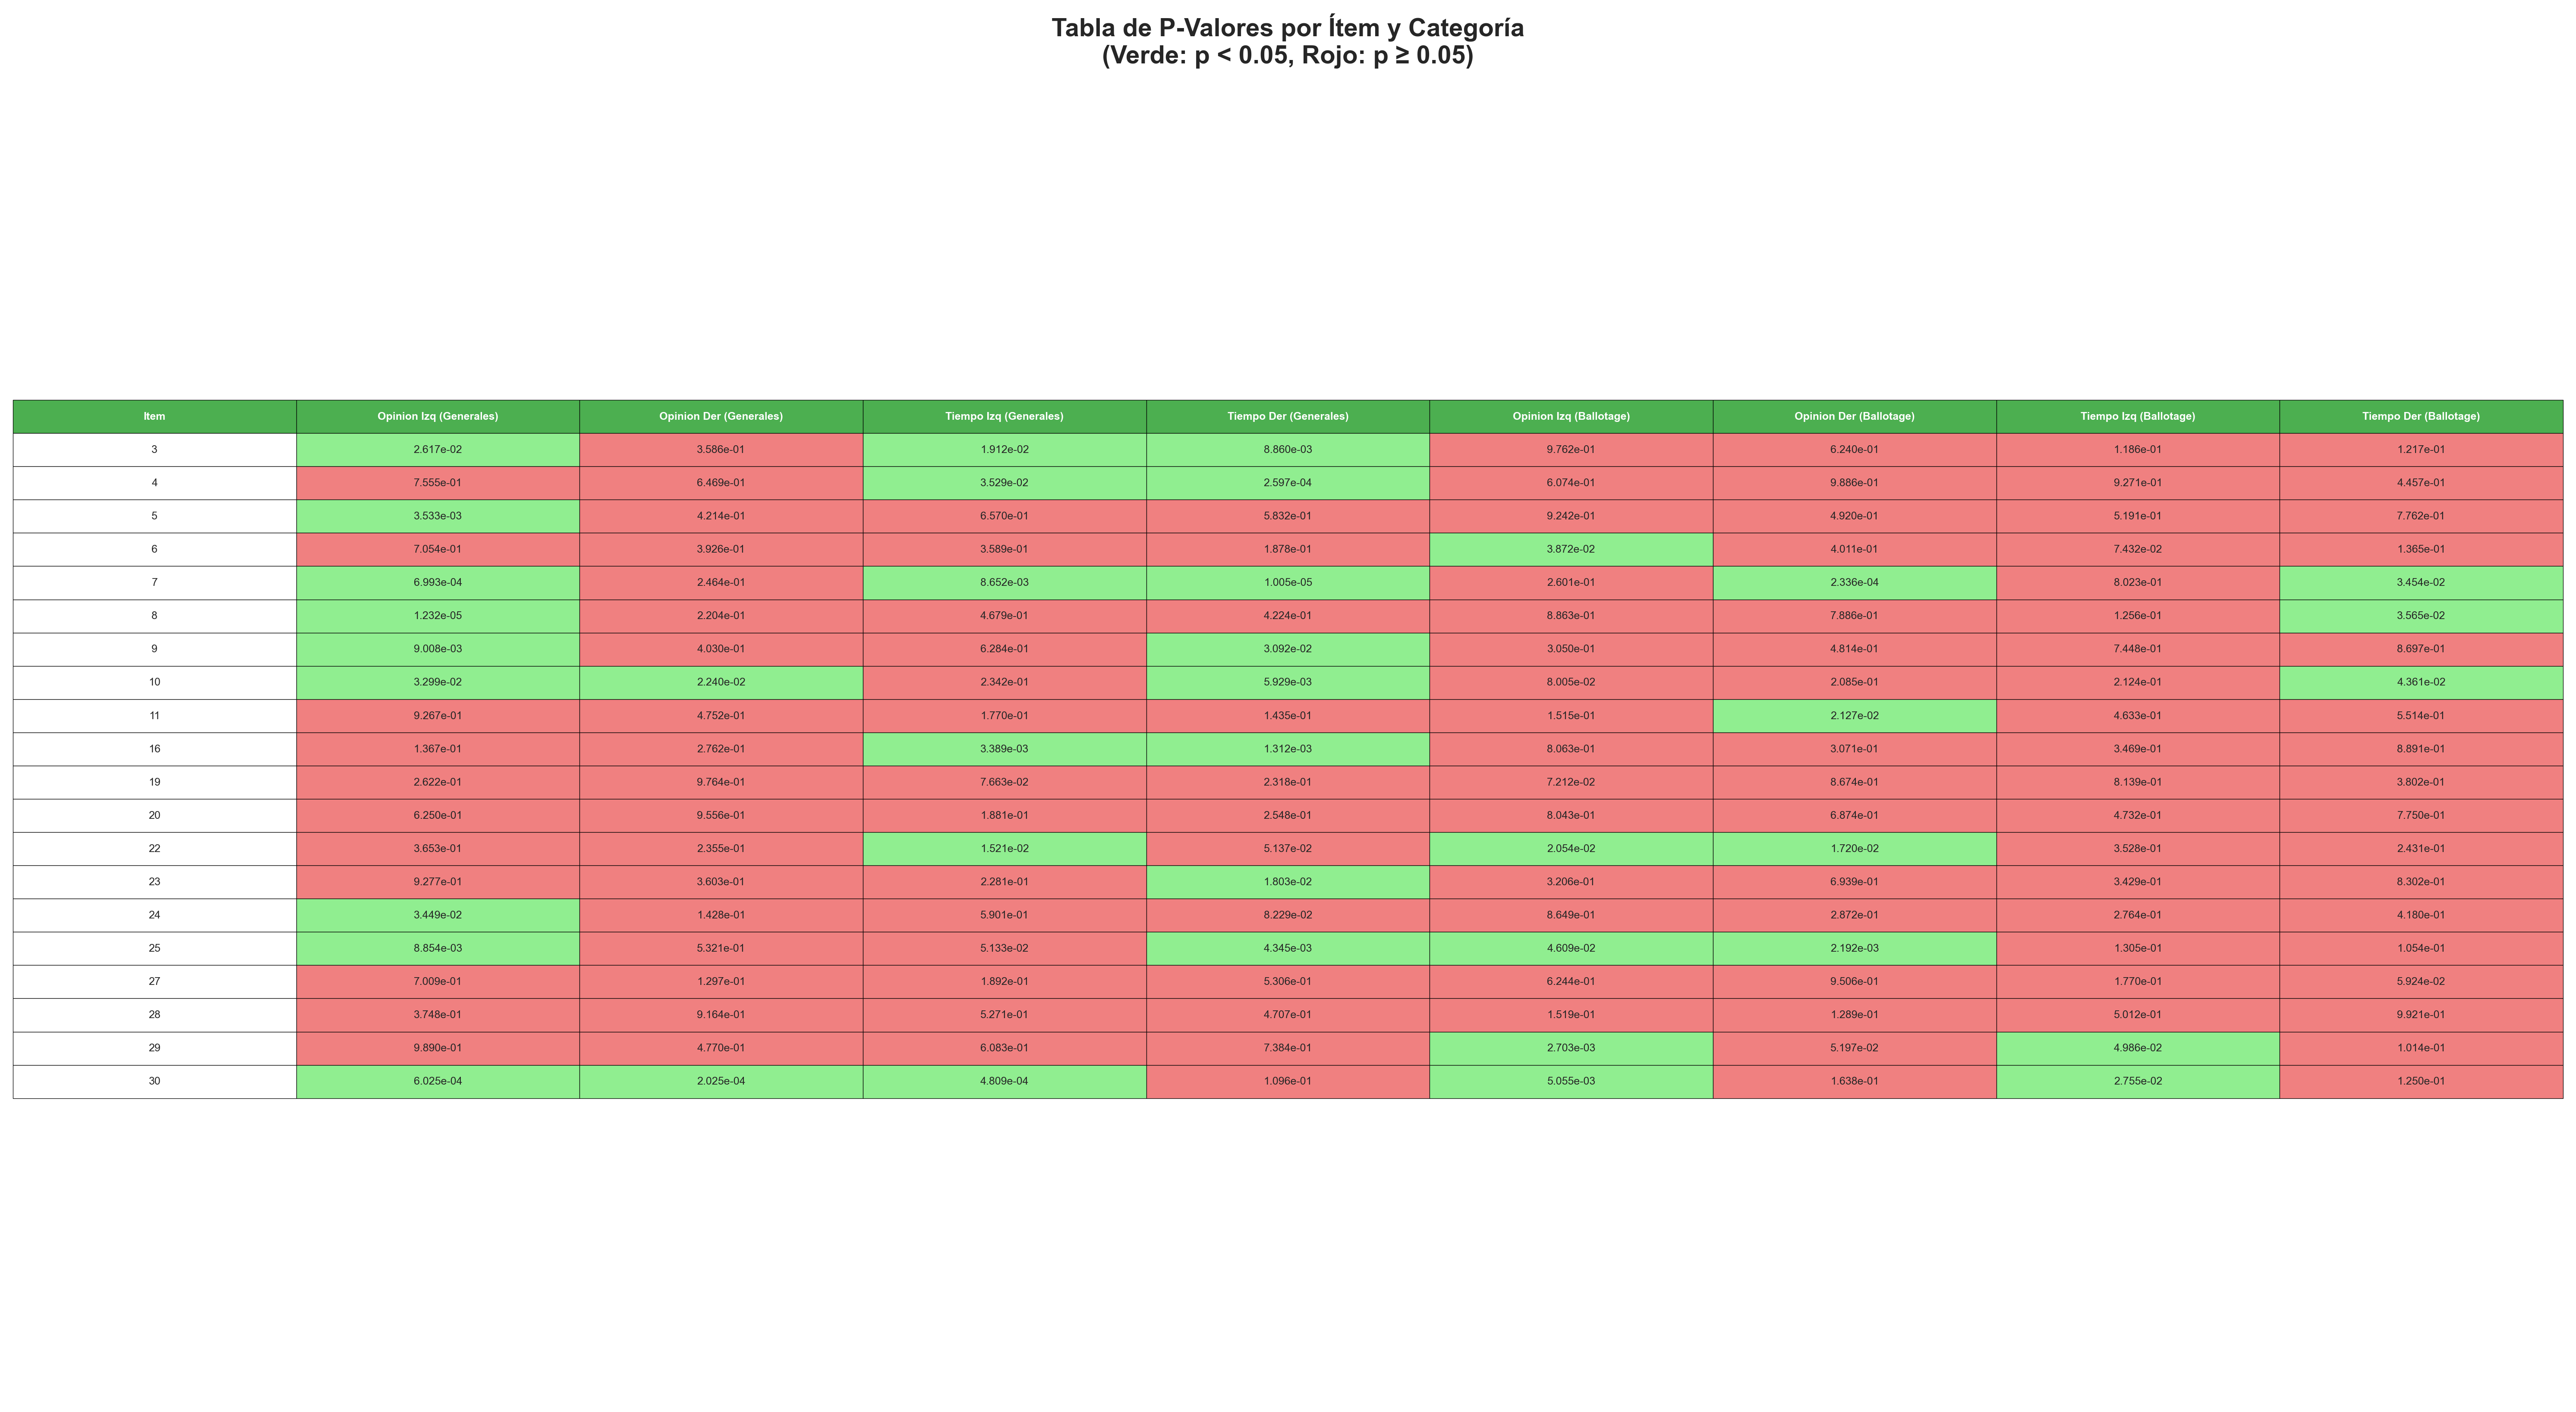 Tabla de P-Valores por Ítem y Categoría
(Verde: p < 0.05, Rojo: p ≥ 0.05)
Item Opinion Izq (Generales) Opinion Der (Generales) Tiempo Izq (Generales) Tiempo Der (Generales) Opinion Izq (Ballotage) Opinion Der (Ballotage) Tiempo Izq (Ballotage) Tiempo Der (Ballotage)
3 2.617e-02 3.586e-01 1.912e-02 8.860e-03 9.762e-01 6.240e-01 1.186e-01 1.217e-01
4 7.555e-01 6.469e-01 3.529e-02 2.597e-04 6.074e-01 9.886e-01 9.271e-01 4.457e-01
5 3.533e-03 4.214e-01 6.570e-01 5.832e-01 9.242e-01 4.920e-01 5.191e-01 7.762e-01
6 7.054e-01 3.926e-01 3.589e-01 1.878e-01 3.872e-02 4.011e-01 7.432e-02 1.365e-01
7 6.993e-04 2.464e-01 8.652e-03 1.005e-05 2.601e-01 2.336e-04 8.023e-01 3.454e-02
8 1.232e-05 2.204e-01 4.679e-01 4.224e-01 8.863e-01 7.886e-01 1.256e-01 3.565e-02
9 9.008e-03 4.030e-01 6.284e-01 3.092e-02 3.050e-01 4.814e-01 7.448e-01 8.697e-01
10 3.299e-02 2.240e-02 2.342e-01 5.929e-03 8.005e-02 2.085e-01 2.124e-01 4.361e-02
11 9.267e-01 4.752e-01 1.770e-01 1.435e-01 1.515e-01 2.127e-02 4.633e-01 5.514e-01
16 1.367e-01 2.762e-01 3.389e-03 1.312e-03 8.063e-01 3.071e-01 3.469e-01 8.891e-01
19 2.622e-01 9.764e-01 7.663e-02 2.318e-01 7.212e-02 8.674e-01 8.139e-01 3.802e-01
20 6.250e-01 9.556e-01 1.881e-01 2.548e-01 8.043e-01 6.874e-01 4.732e-01 7.750e-01
22 3.653e-01 2.355e-01 1.521e-02 5.137e-02 2.054e-02 1.720e-02 3.528e-01 2.431e-01
23 9.277e-01 3.603e-01 2.281e-01 1.803e-02 3.206e-01 6.939e-01 3.429e-01 8.302e-01
24 3.449e-02 1.428e-01 5.901e-01 8.229e-02 8.649e-01 2.872e-01 2.764e-01 4.180e-01
25 8.854e-03 5.321e-01 5.133e-02 4.345e-03 4.609e-02 2.192e-03 1.305e-01 1.054e-01
27 7.009e-01 1.297e-01 1.892e-01 5.306e-01 6.244e-01 9.506e-01 1.770e-01 5.924e-02
28 3.748e-01 9.164e-01 5.271e-01 4.707e-01 1.519e-01 1.289e-01 5.012e-01 9.921e-01
29 9.890e-01 4.770e-01 6.083e-01 7.384e-01 2.703e-03 5.197e-02 4.986e-02 1.014e-01
30 6.025e-04 2.025e-04 4.809e-04 1.096e-01 5.055e-03 1.638e-01 2.755e-02 1.250e-01